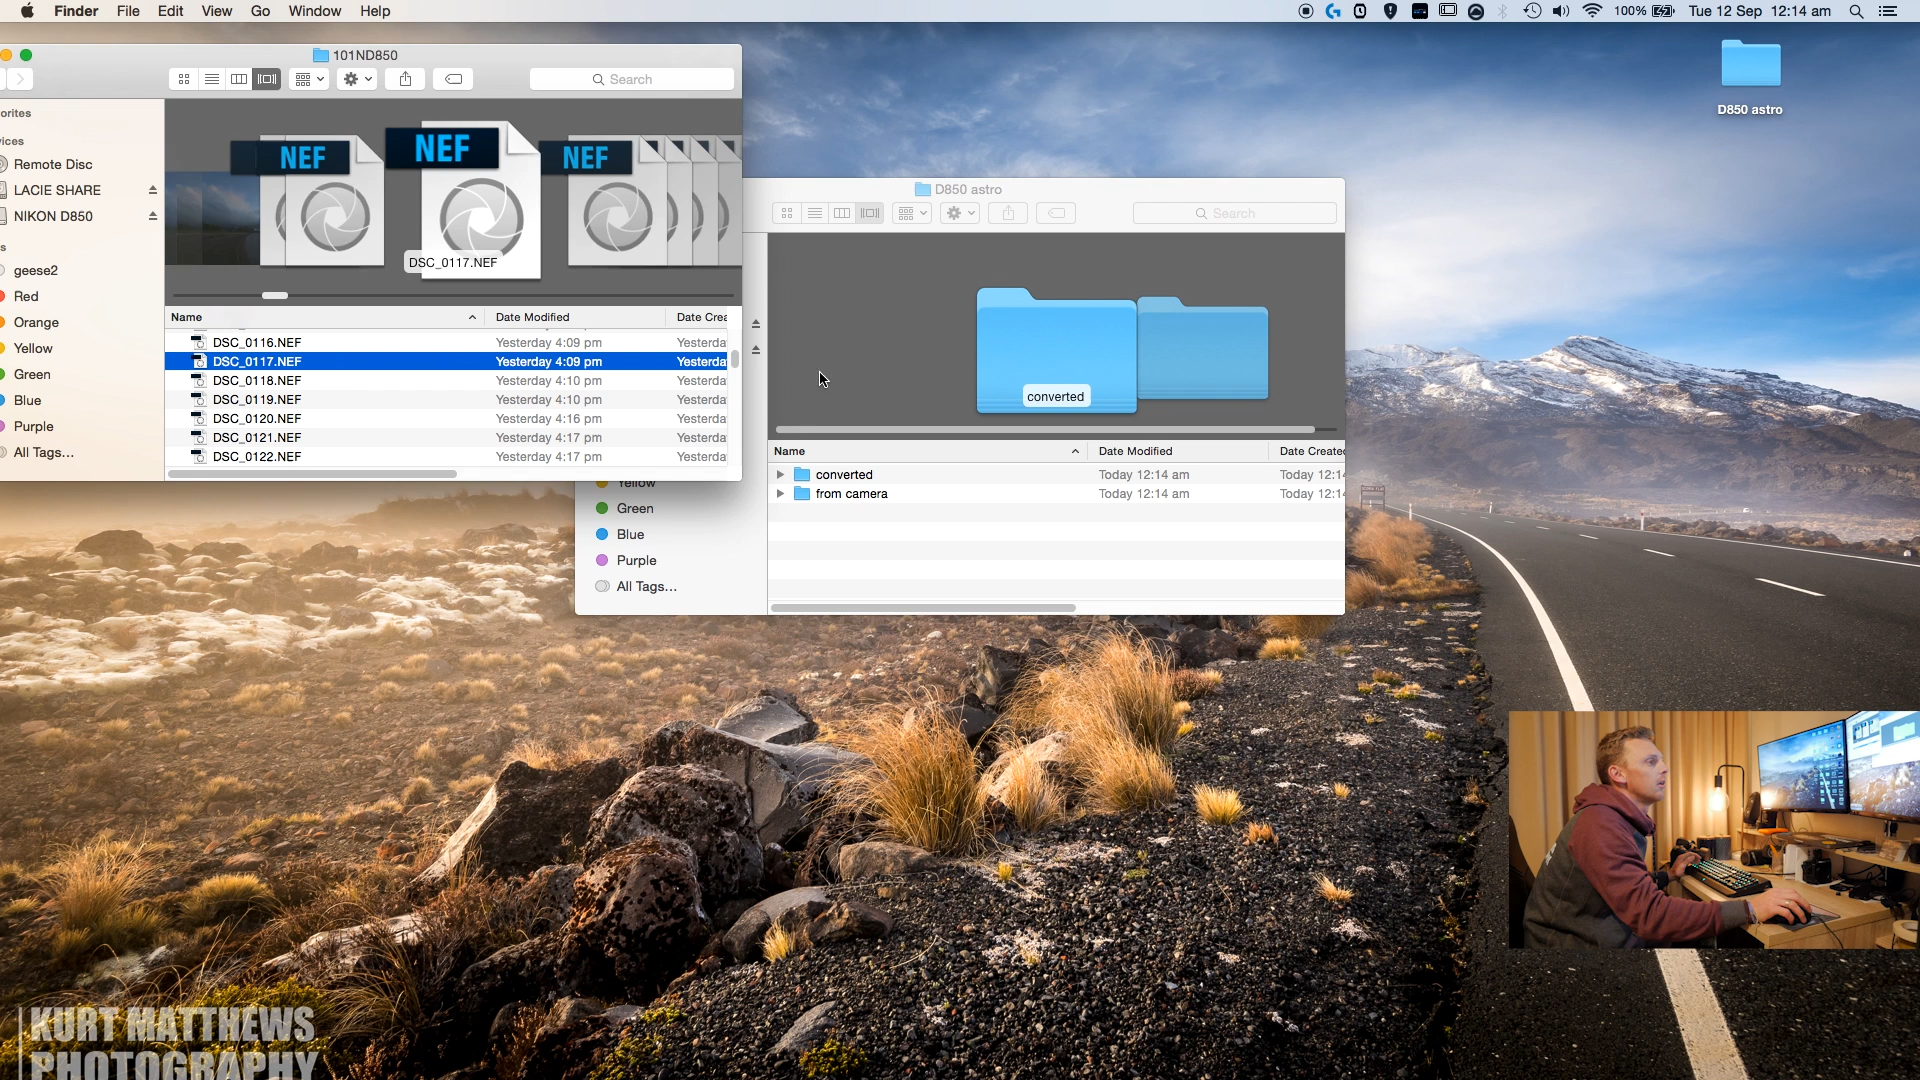 Finder File Edit View Go Window Help
100% Tue 12 Sep 12:14 am
101ND850
Search
orites
ices
Remote Disc
LACIE SHARE
NIKON D850
s
geese2
Red
Orange
Yellow
Green
Blue
Purple
All Tags...
NEF NEF NEF
DSC_0117.NEF
Name Date Modified Date Crea
DSC_0116.NEF Yesterday 4:09 pm Yesterda
DSC_0117.NEF Yesterday 4:09 pm Yesterda
DSC_0118.NEF Yesterday 4:10 pm Yesterda
DSC_0119.NEF Yesterday 4:10 pm Yesterda
DSC_0120.NEF Yesterday 4:16 pm Yesterda
DSC_0121.NEF Yesterday 4:17 pm Yesterda
DSC_0122.NEF Yesterday 4:17 pm Yesterda
D850 astro
Search
converted
Name Date Modified Date Created
converted Today 12:14 am Today 12:14
from camera Today 12:14 am Today 12:14
Yellow
Green
Blue
Purple
All Tags...
D850 astro
KURT MATTHEWS
PHOTOGRAPHY